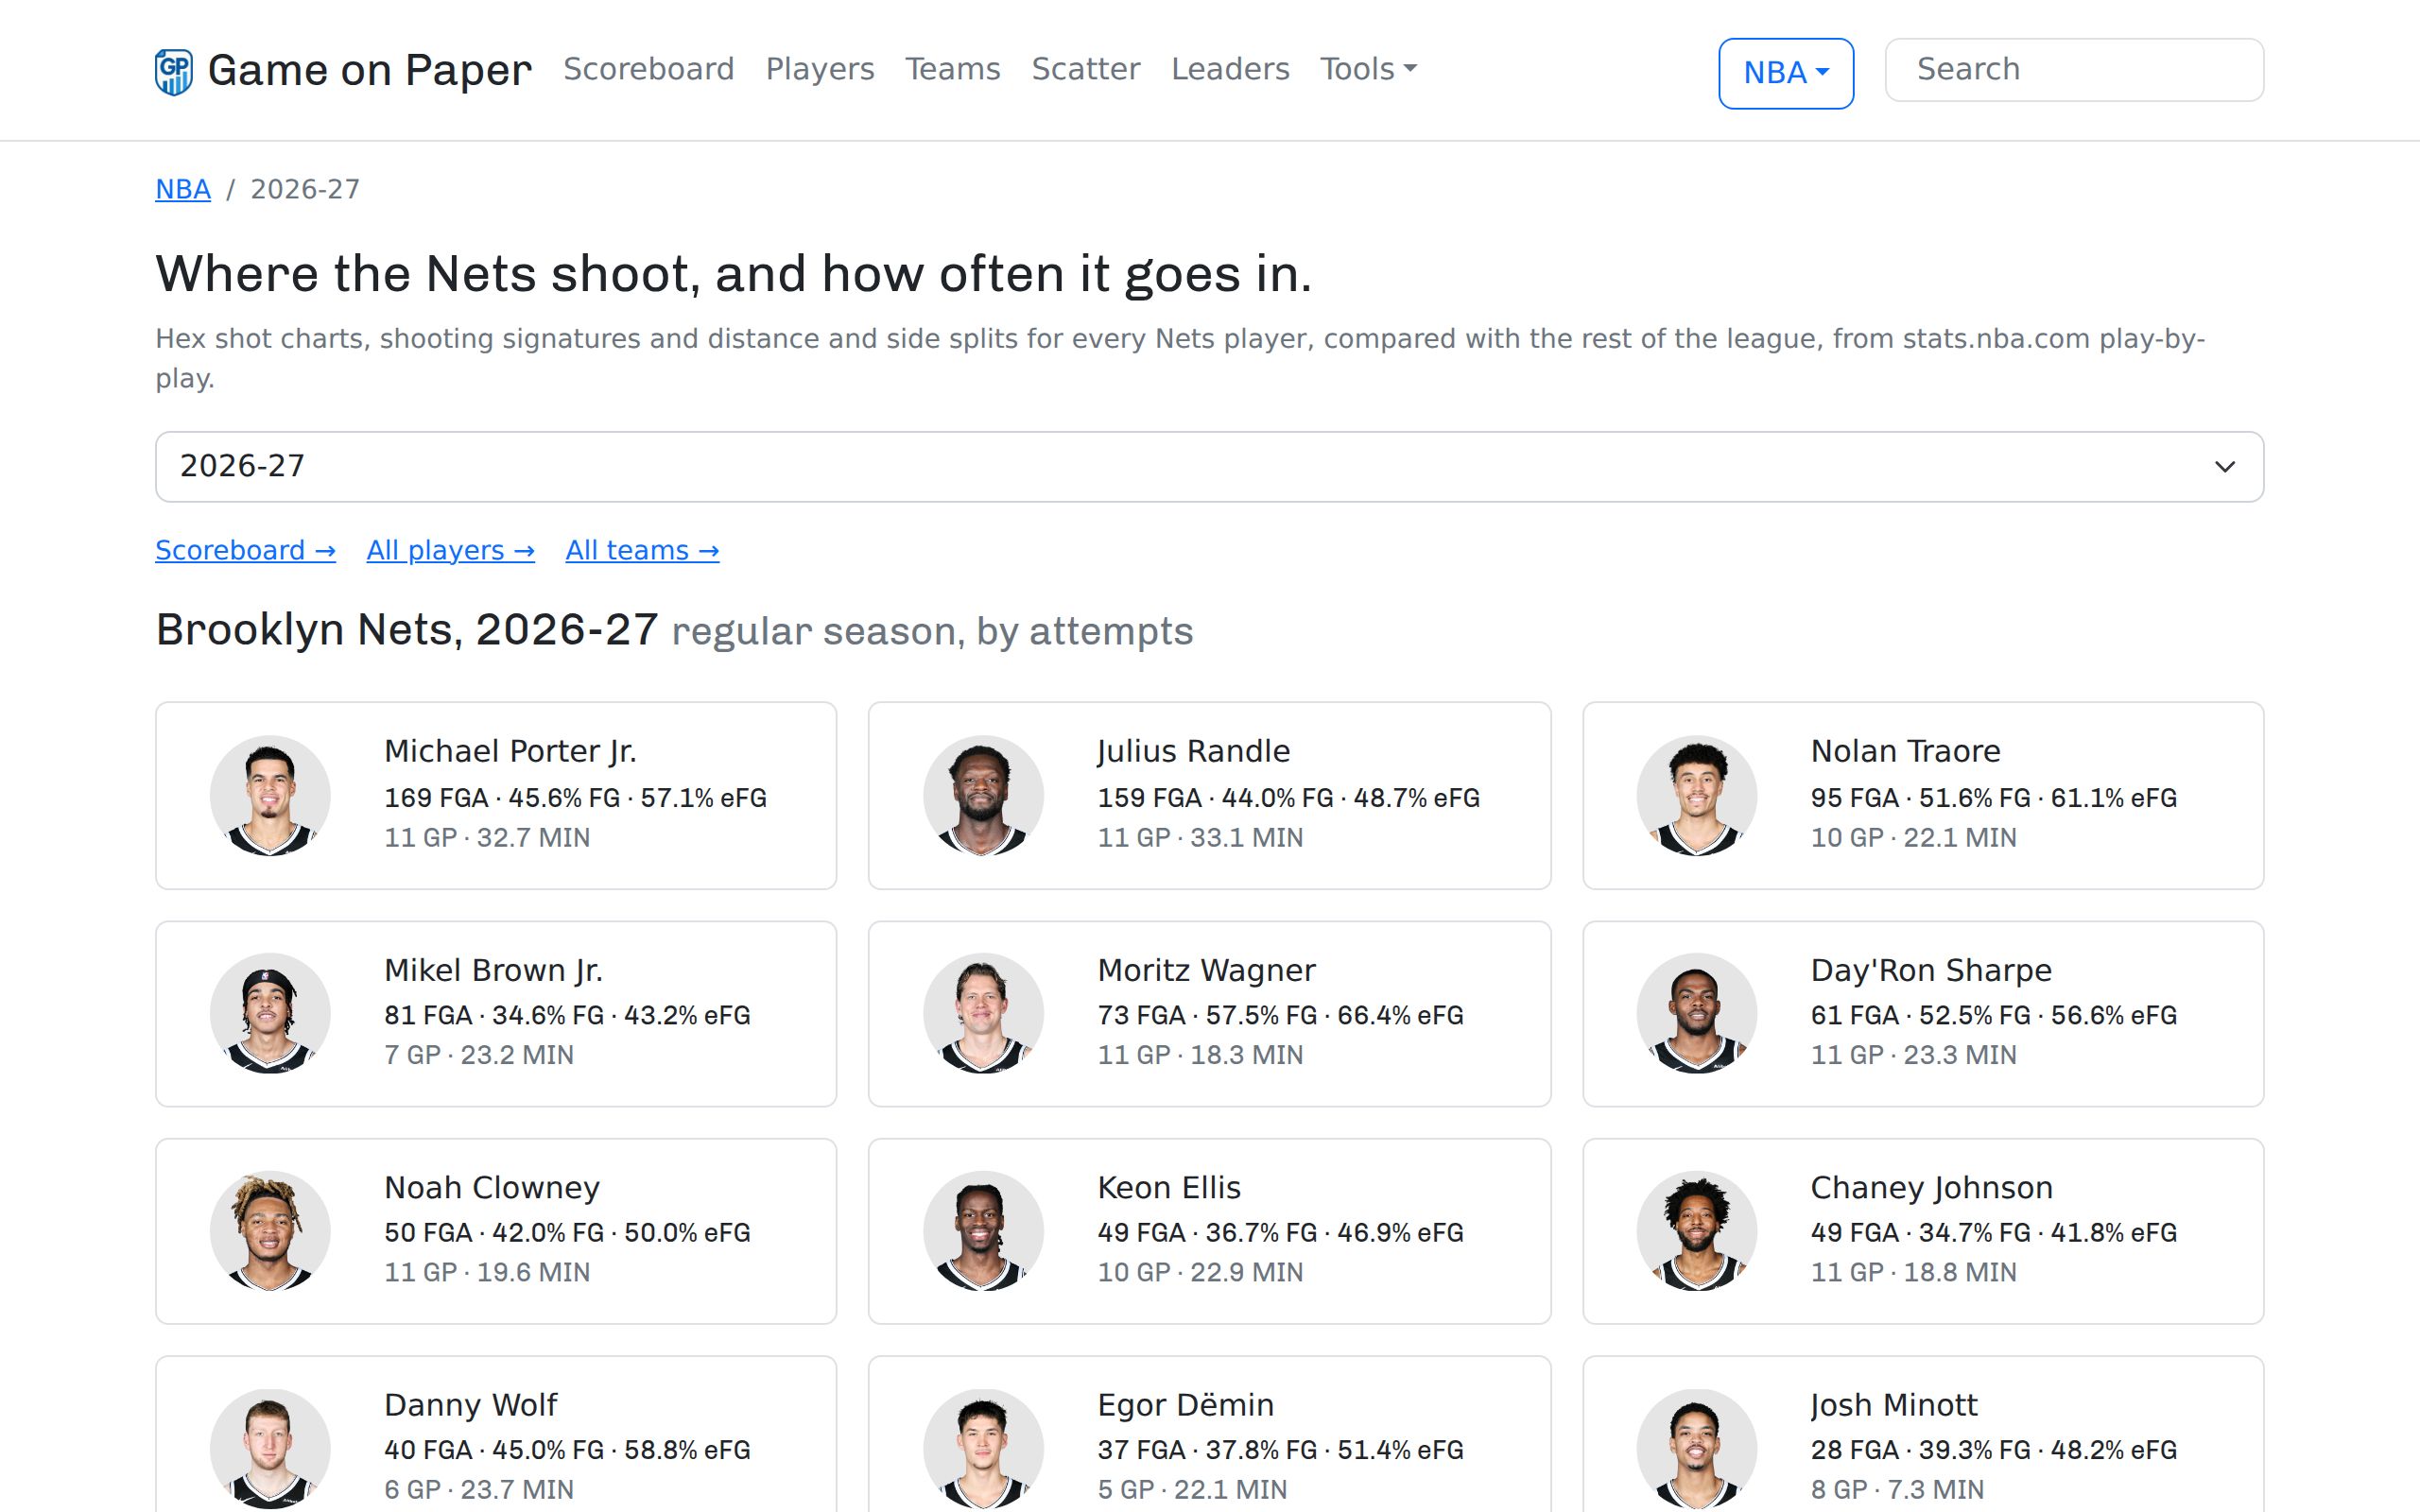 GP Game on Paper Scoreboard Players Teams Scatter Leaders Tools NBA Search
NBA / 2026-27
Where the Nets shoot, and how often it goes in.
Hex shot charts, shooting signatures and distance and side splits for every Nets player, compared with the rest of the league, from stats.nba.com play-by-
play.
2026-27
Scoreboard → All players → All teams →
Brooklyn Nets, 2026-27 regular season, by attempts
Michael Porter Jr.
169 FGA · 45.6% FG · 57.1% eFG
11 GP · 32.7 MIN
Julius Randle
159 FGA · 44.0% FG · 48.7% eFG
11 GP · 33.1 MIN
Nolan Traore
95 FGA · 51.6% FG · 61.1% eFG
10 GP · 22.1 MIN
Mikel Brown Jr.
81 FGA · 34.6% FG · 43.2% eFG
7 GP · 23.2 MIN
Moritz Wagner
73 FGA · 57.5% FG · 66.4% eFG
11 GP · 18.3 MIN
Day'Ron Sharpe
61 FGA · 52.5% FG · 56.6% eFG
11 GP · 23.3 MIN
Noah Clowney
50 FGA · 42.0% FG · 50.0% eFG
11 GP · 19.6 MIN
Keon Ellis
49 FGA · 36.7% FG · 46.9% eFG
10 GP · 22.9 MIN
Chaney Johnson
49 FGA · 34.7% FG · 41.8% eFG
11 GP · 18.8 MIN
Danny Wolf
40 FGA · 45.0% FG · 58.8% eFG
6 GP · 23.7 MIN
Egor Dëmin
37 FGA · 37.8% FG · 51.4% eFG
5 GP · 22.1 MIN
Josh Minott
28 FGA · 39.3% FG · 48.2% eFG
8 GP · 7.3 MIN